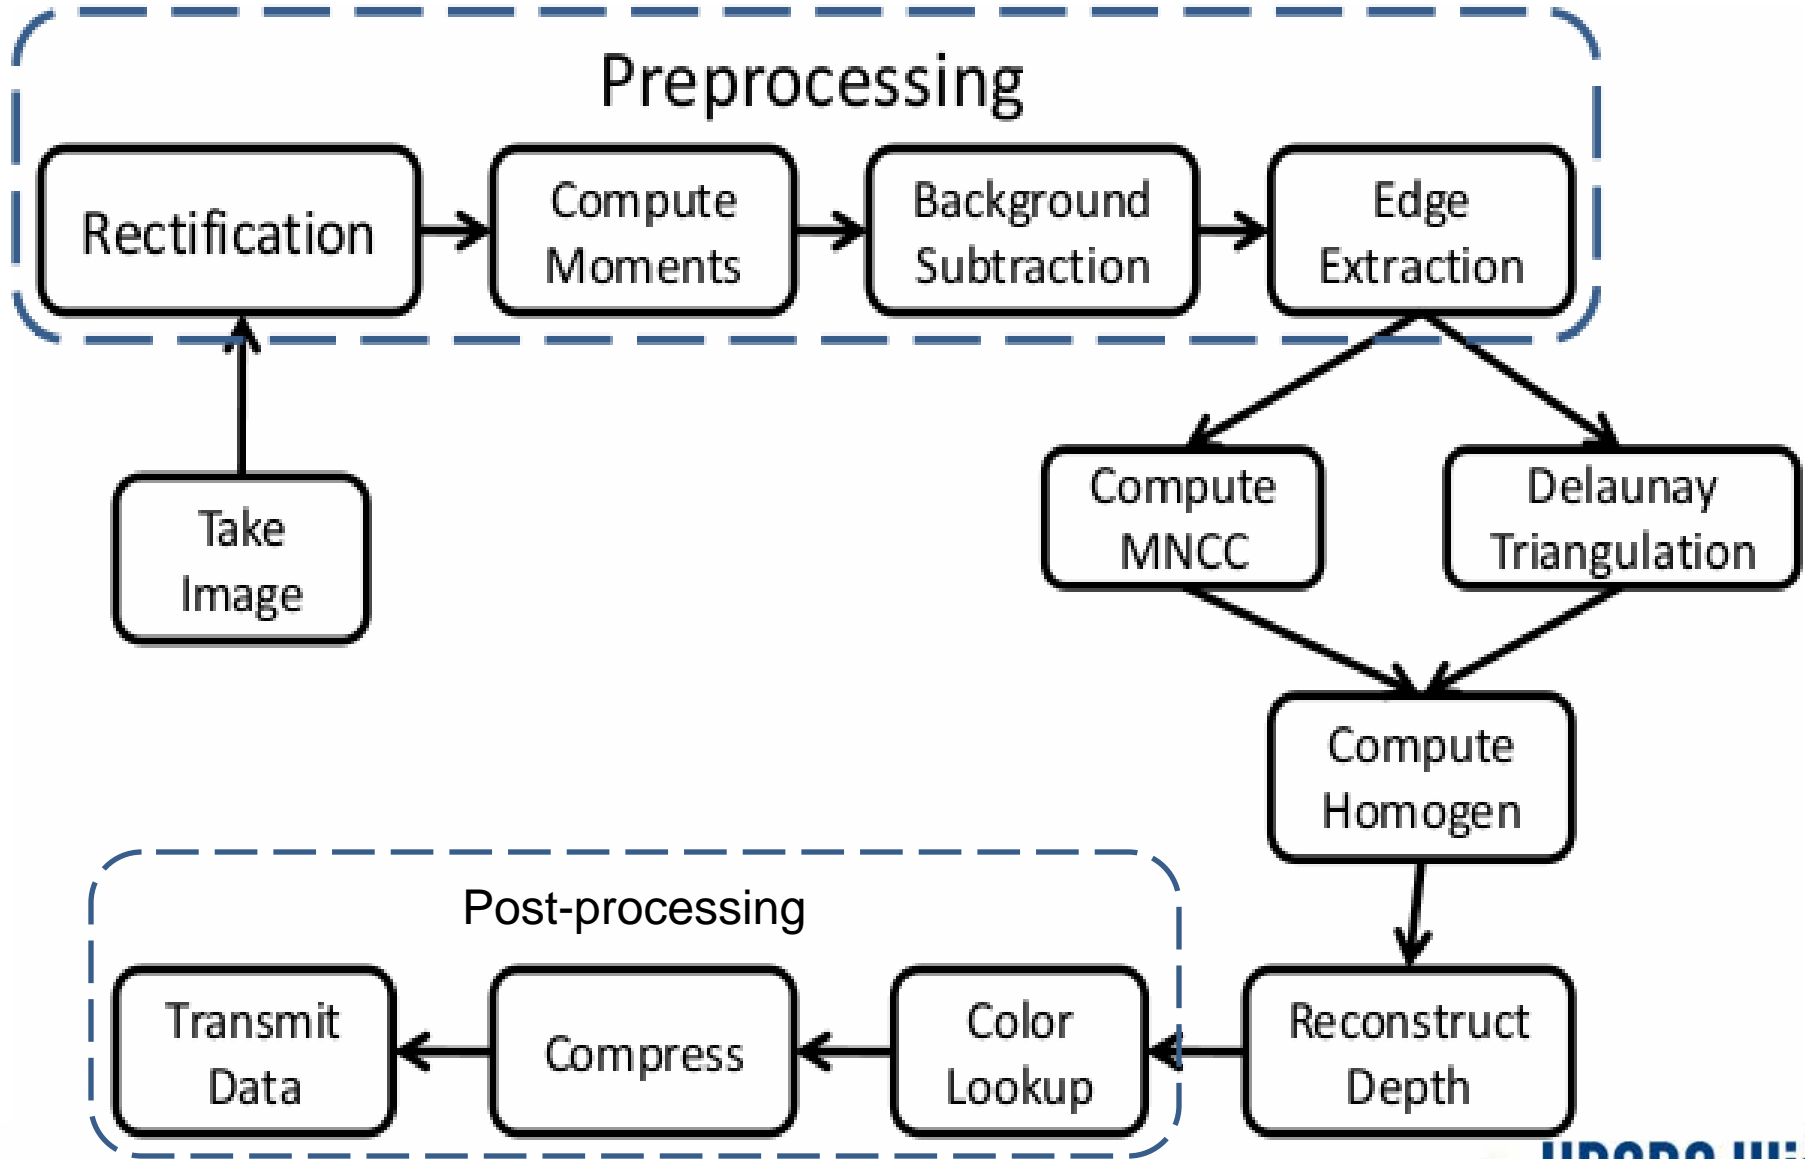 Preprocessing
Rectification
Compute
Moments
Background
Subtraction
Edge
Extraction
Take
Image
Compute
MNCC
Delaunay
Triangulation
Compute
Homogen
Post-processing
Transmit
Data
Compress
Color
Lookup
Reconstruct
Depth